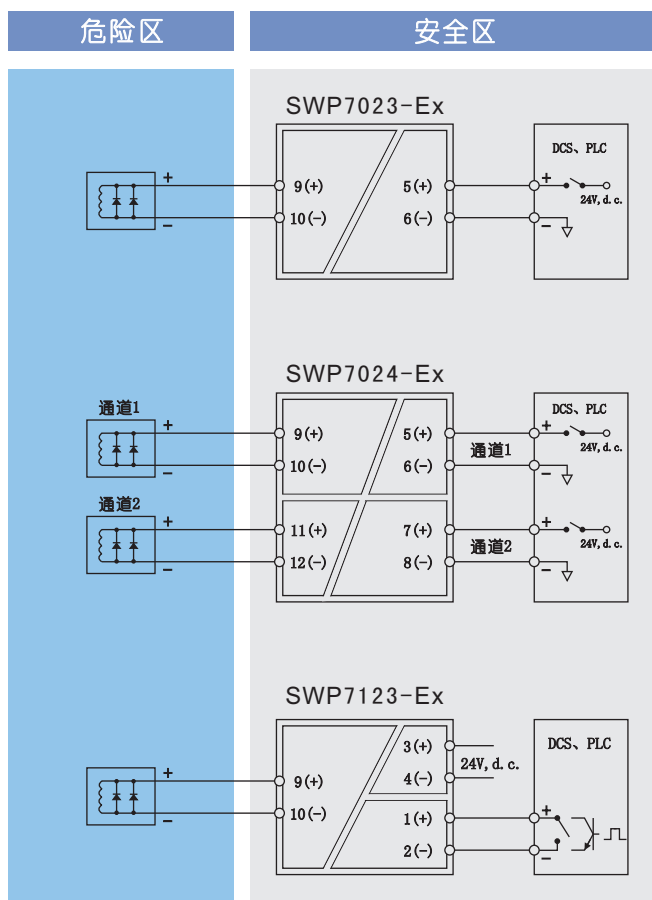 危险区
安全区
SWP7023-Ex
DCS、PLC
+
9(+)
5(+)
+
24V,d.c.
10(-)
6(-)
-
-
SWP7024-Ex
通道1
DCS、PLC
+
9(+)
5(+)
+
通道1
24V,d.c.
10(-)
6(-)
-
-
通道2
+
11(+)
7(+)
+
通道2
24V,d.c.
12(-)
8(-)
-
-
SWP7123-Ex
3(+)
DCS、PLC
24V,d.c.
+
9(+)
4(-)
10(-)
1(+)
+
-
2(-)
-